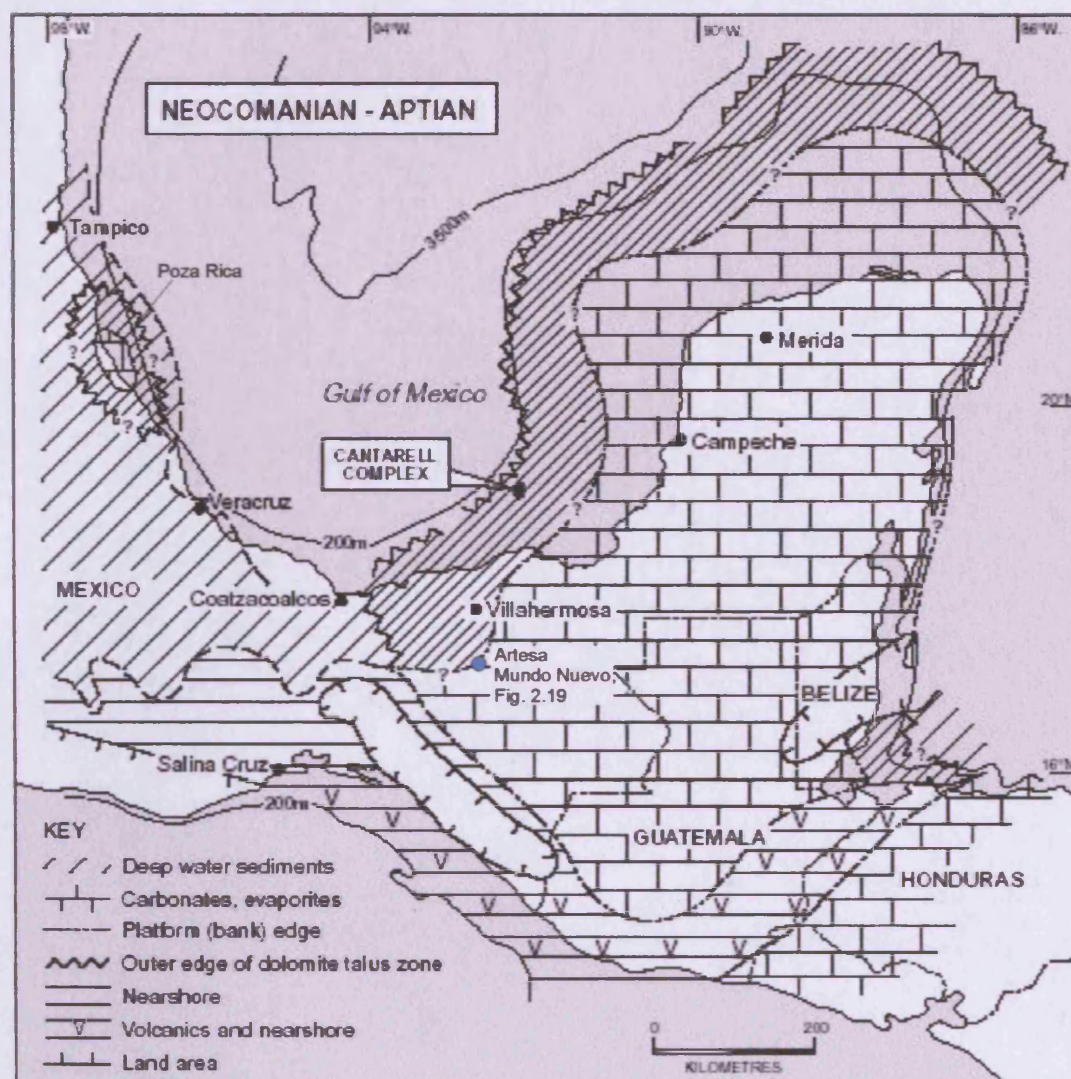 98°W.
94°W.
90°W.
86°W.
NEOCOMANIAN - APTIAN
3500m
Tampico
?
Poza Rica
?
Merida
?
?
20°N
Gulf of Mexico
?
?
Campeche
CANTARELL
COMPLEX
?
Veracruz
200m
?
MEXICO
Coatzacoalcos
Villahermosa
?
Artesa
Mundo Nuevo,
Fig. 2.19
BELIZE
?
Salina Cruz
16°N
200m
KEY
GUATEMALA
Deep water sediments
HONDURAS
Carbonates, evaporites
Platform (bank) edge
Outer edge of dolomite talus zone
Nearshore
V Volcanics and nearshore
0 200
Land area
KILOMETRES